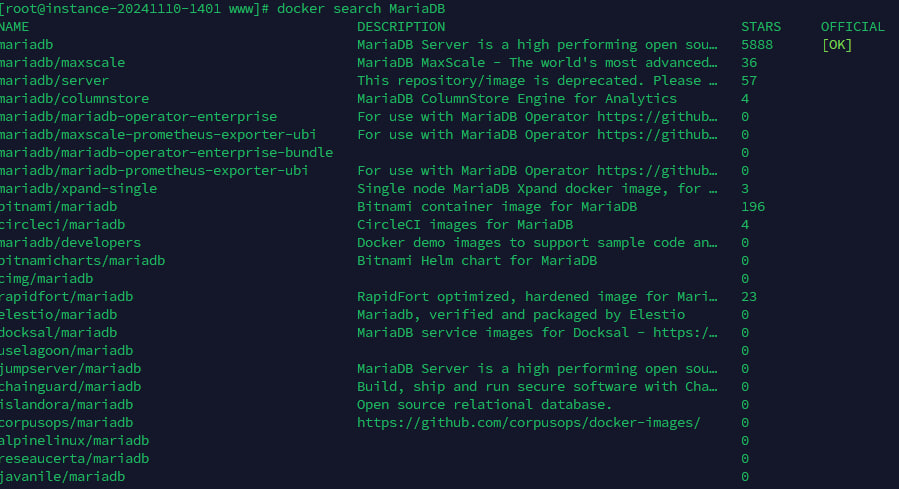 [root@instance-20241110-1401 www]# docker search MariaDB
NAME DESCRIPTION STARS OFFICIAL
mariadb MariaDB Server is a high performing open sou… 5888 [OK]
mariadb/maxscale MariaDB MaxScale - The world's most advanced… 36
mariadb/server This repository/image is deprecated. Please … 57
mariadb/columnstore MariaDB ColumnStore Engine for Analytics 4
mariadb/mariadb-operator-enterprise For use with MariaDB Operator https://github… 0
mariadb/maxscale-prometheus-exporter-ubi For use with MariaDB Operator https://github… 0
mariadb/mariadb-operator-enterprise-bundle 0
mariadb/mariadb-prometheus-exporter-ubi For use with MariaDB Operator https://github… 0
mariadb/xpand-single Single node MariaDB Xpand docker image, for … 3
bitnami/mariadb Bitnami container image for MariaDB 196
circleci/mariadb CircleCI images for MariaDB 4
mariadb/developers Docker demo images to support sample code an… 0
bitnamicharts/mariadb Bitnami Helm chart for MariaDB 0
cimg/mariadb 0
rapidfort/mariadb RapidFort optimized, hardened image for Mari… 23
elestio/mariadb Mariadb, verified and packaged by Elestio 0
docksal/mariadb MariaDB service images for Docksal - https:/… 0
uselagoon/mariadb 0
jumpserver/mariadb MariaDB Server is a high performing open sou… 0
chainguard/mariadb Build, ship and run secure software with Cha… 0
islandora/mariadb Open source relational database. 0
corpusops/mariadb https://github.com/corpusops/docker-images/ 0
alpinelinux/mariadb 0
reseaucerta/mariadb 0
javanile/mariadb 0